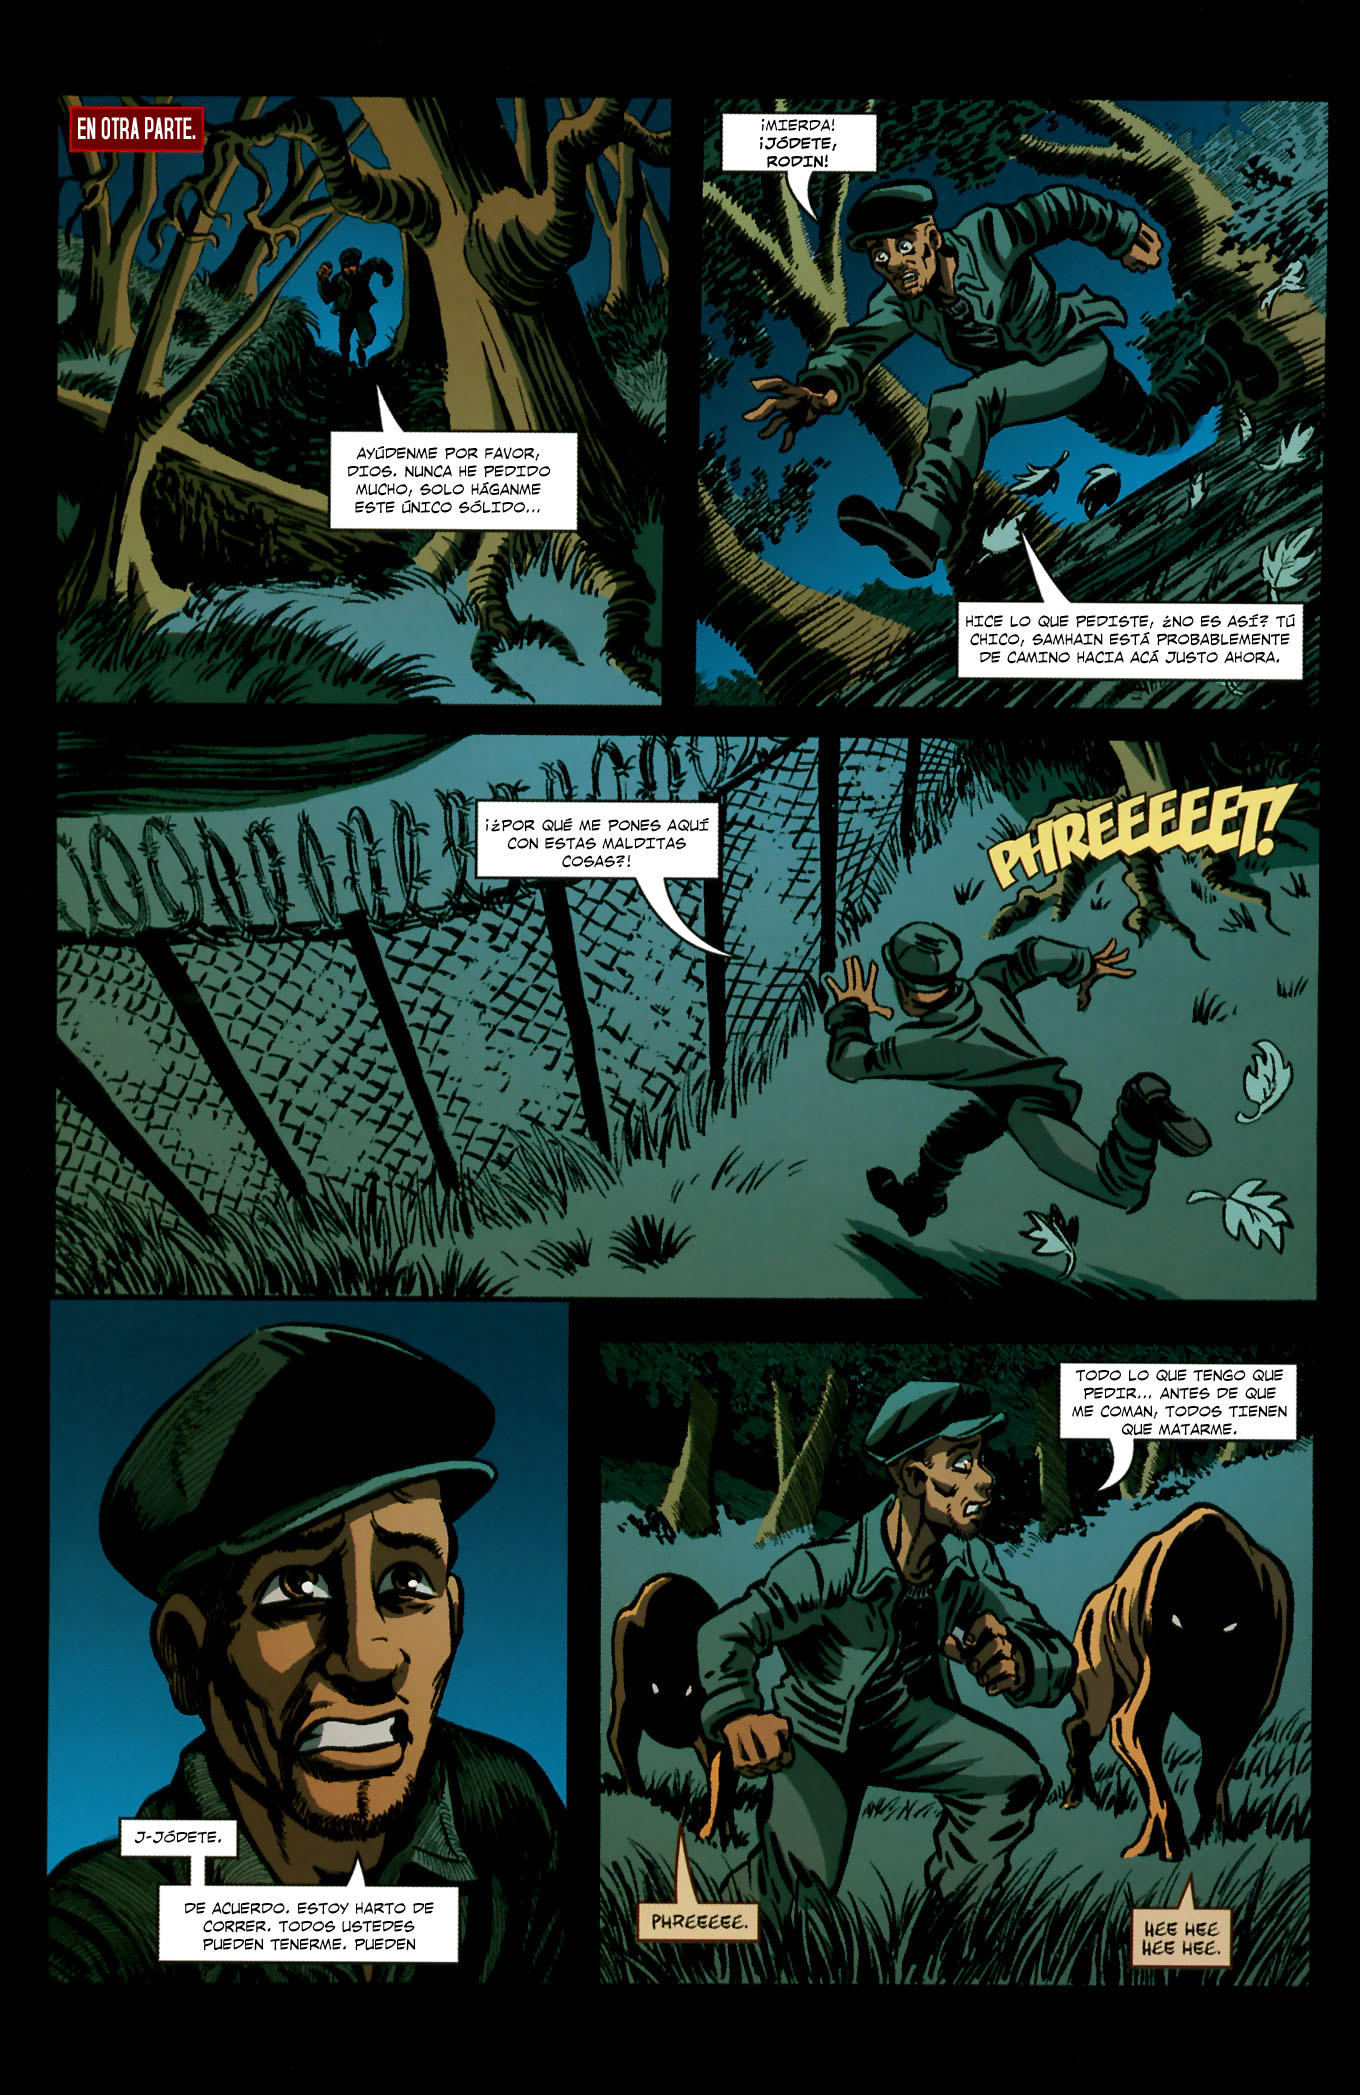 EN OTRA PARTE.
AYÚDENME POR FAVOR,
DIOS. NUNCA HE PEDIDO
MUCHO, SOLO HÁGANME
ESTE ÚNICO SÓLIDO...
¡MIERDA!
¡JÓDETE,
RODIN!
HICE LO QUE PEDISTE, ¿NO ES ASÍ? TÚ
CHICO, SAMHAIN ESTÁ PROBABLEMENTE
DE CAMINO HACIA ACÁ JUSTO AHORA.
¡¿POR QUÉ ME PONES AQUÍ
CON ESTAS MALDITAS
COSAS?!
PHREEEEEET!
J-JÓDETE.
DE ACUERDO. ESTOY HARTO DE
CORRER. TODOS USTEDES
PUEDEN TENERME. PUEDEN
TODO LO QUE TENGO QUE
PEDIR... ANTES DE QUE
ME COMAN, TODOS TIENEN
QUE MATARME.
PHREEEEE.
HEE HEE
HEE HEE.